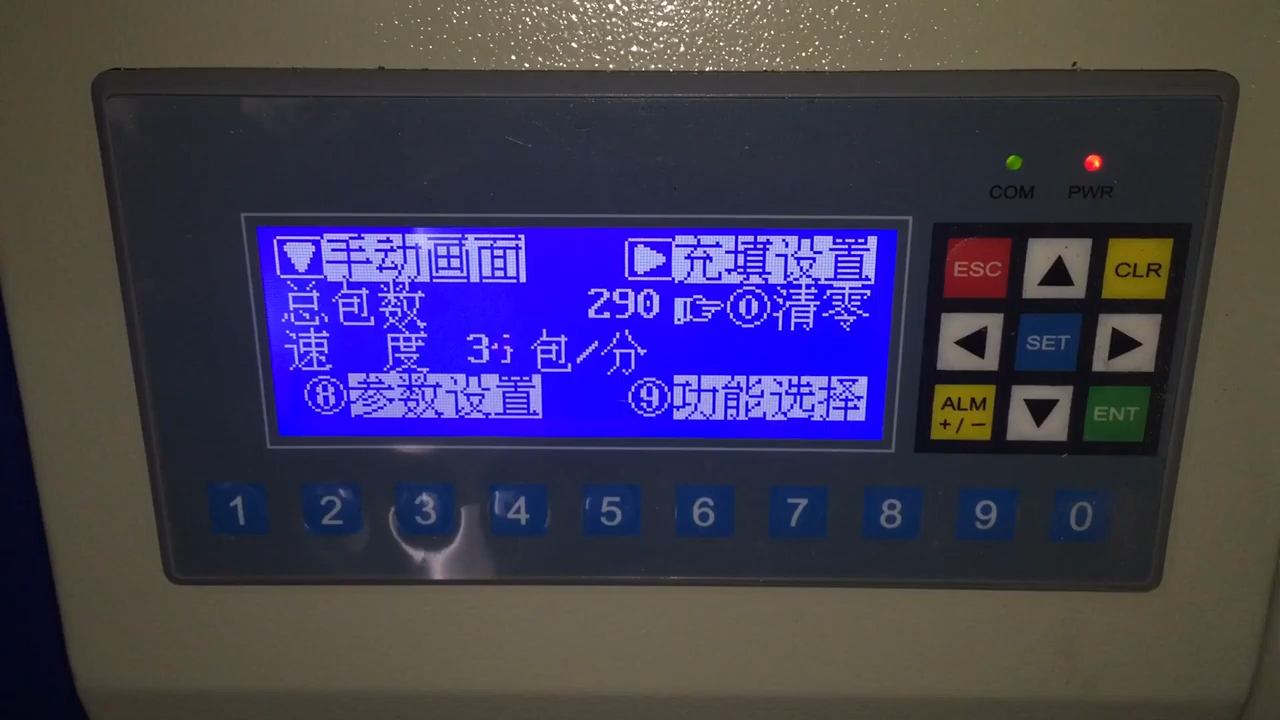 COM PWR
手动画面 充填设置
总包数 290 ⓪清零
速 度 包/分
⑧参数设置 ⑨功能选择
ESC CLR
SET
ALM +/- ENT
1 2 3 4 5 6 7 8 9 0